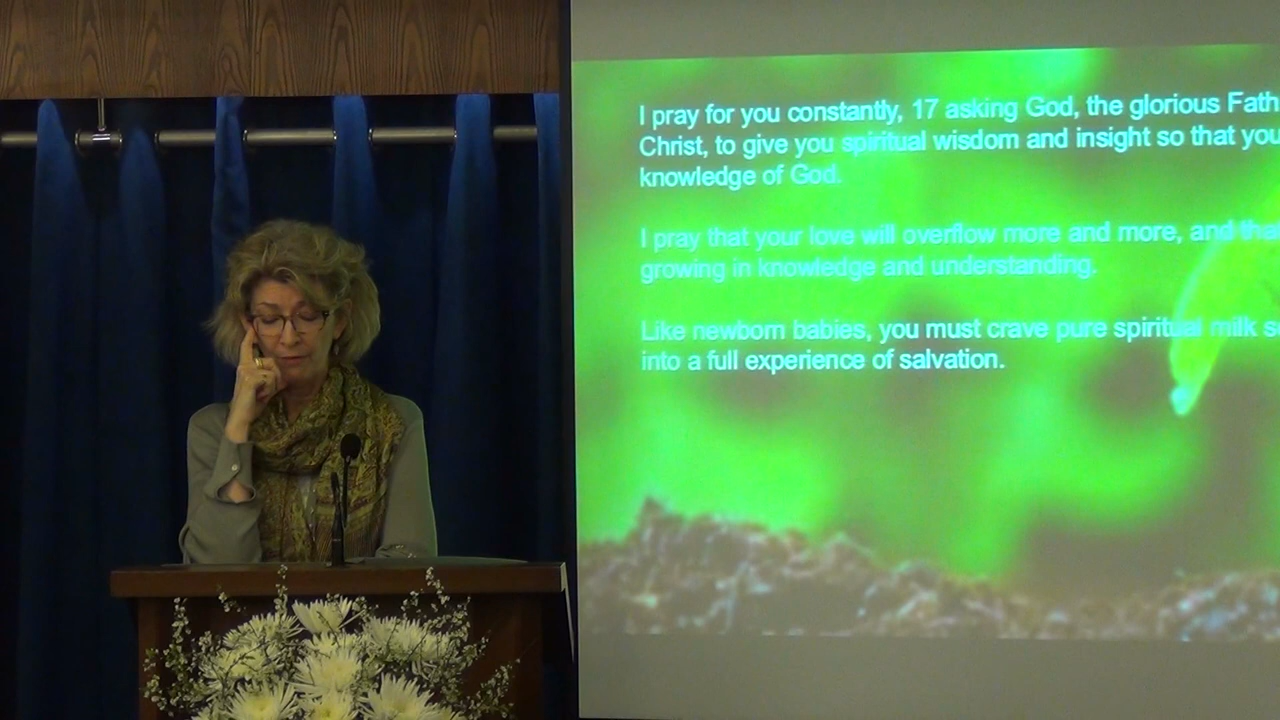 I pray for you constantly, 17 asking God, the glorious Fath
Christ, to give you spiritual wisdom and insight so that you
knowledge of God.
I pray that your love will overflow more and more, and tha
growing in knowledge and understanding.
Like newborn babies, you must crave pure spiritual milk s
into a full experience of salvation.